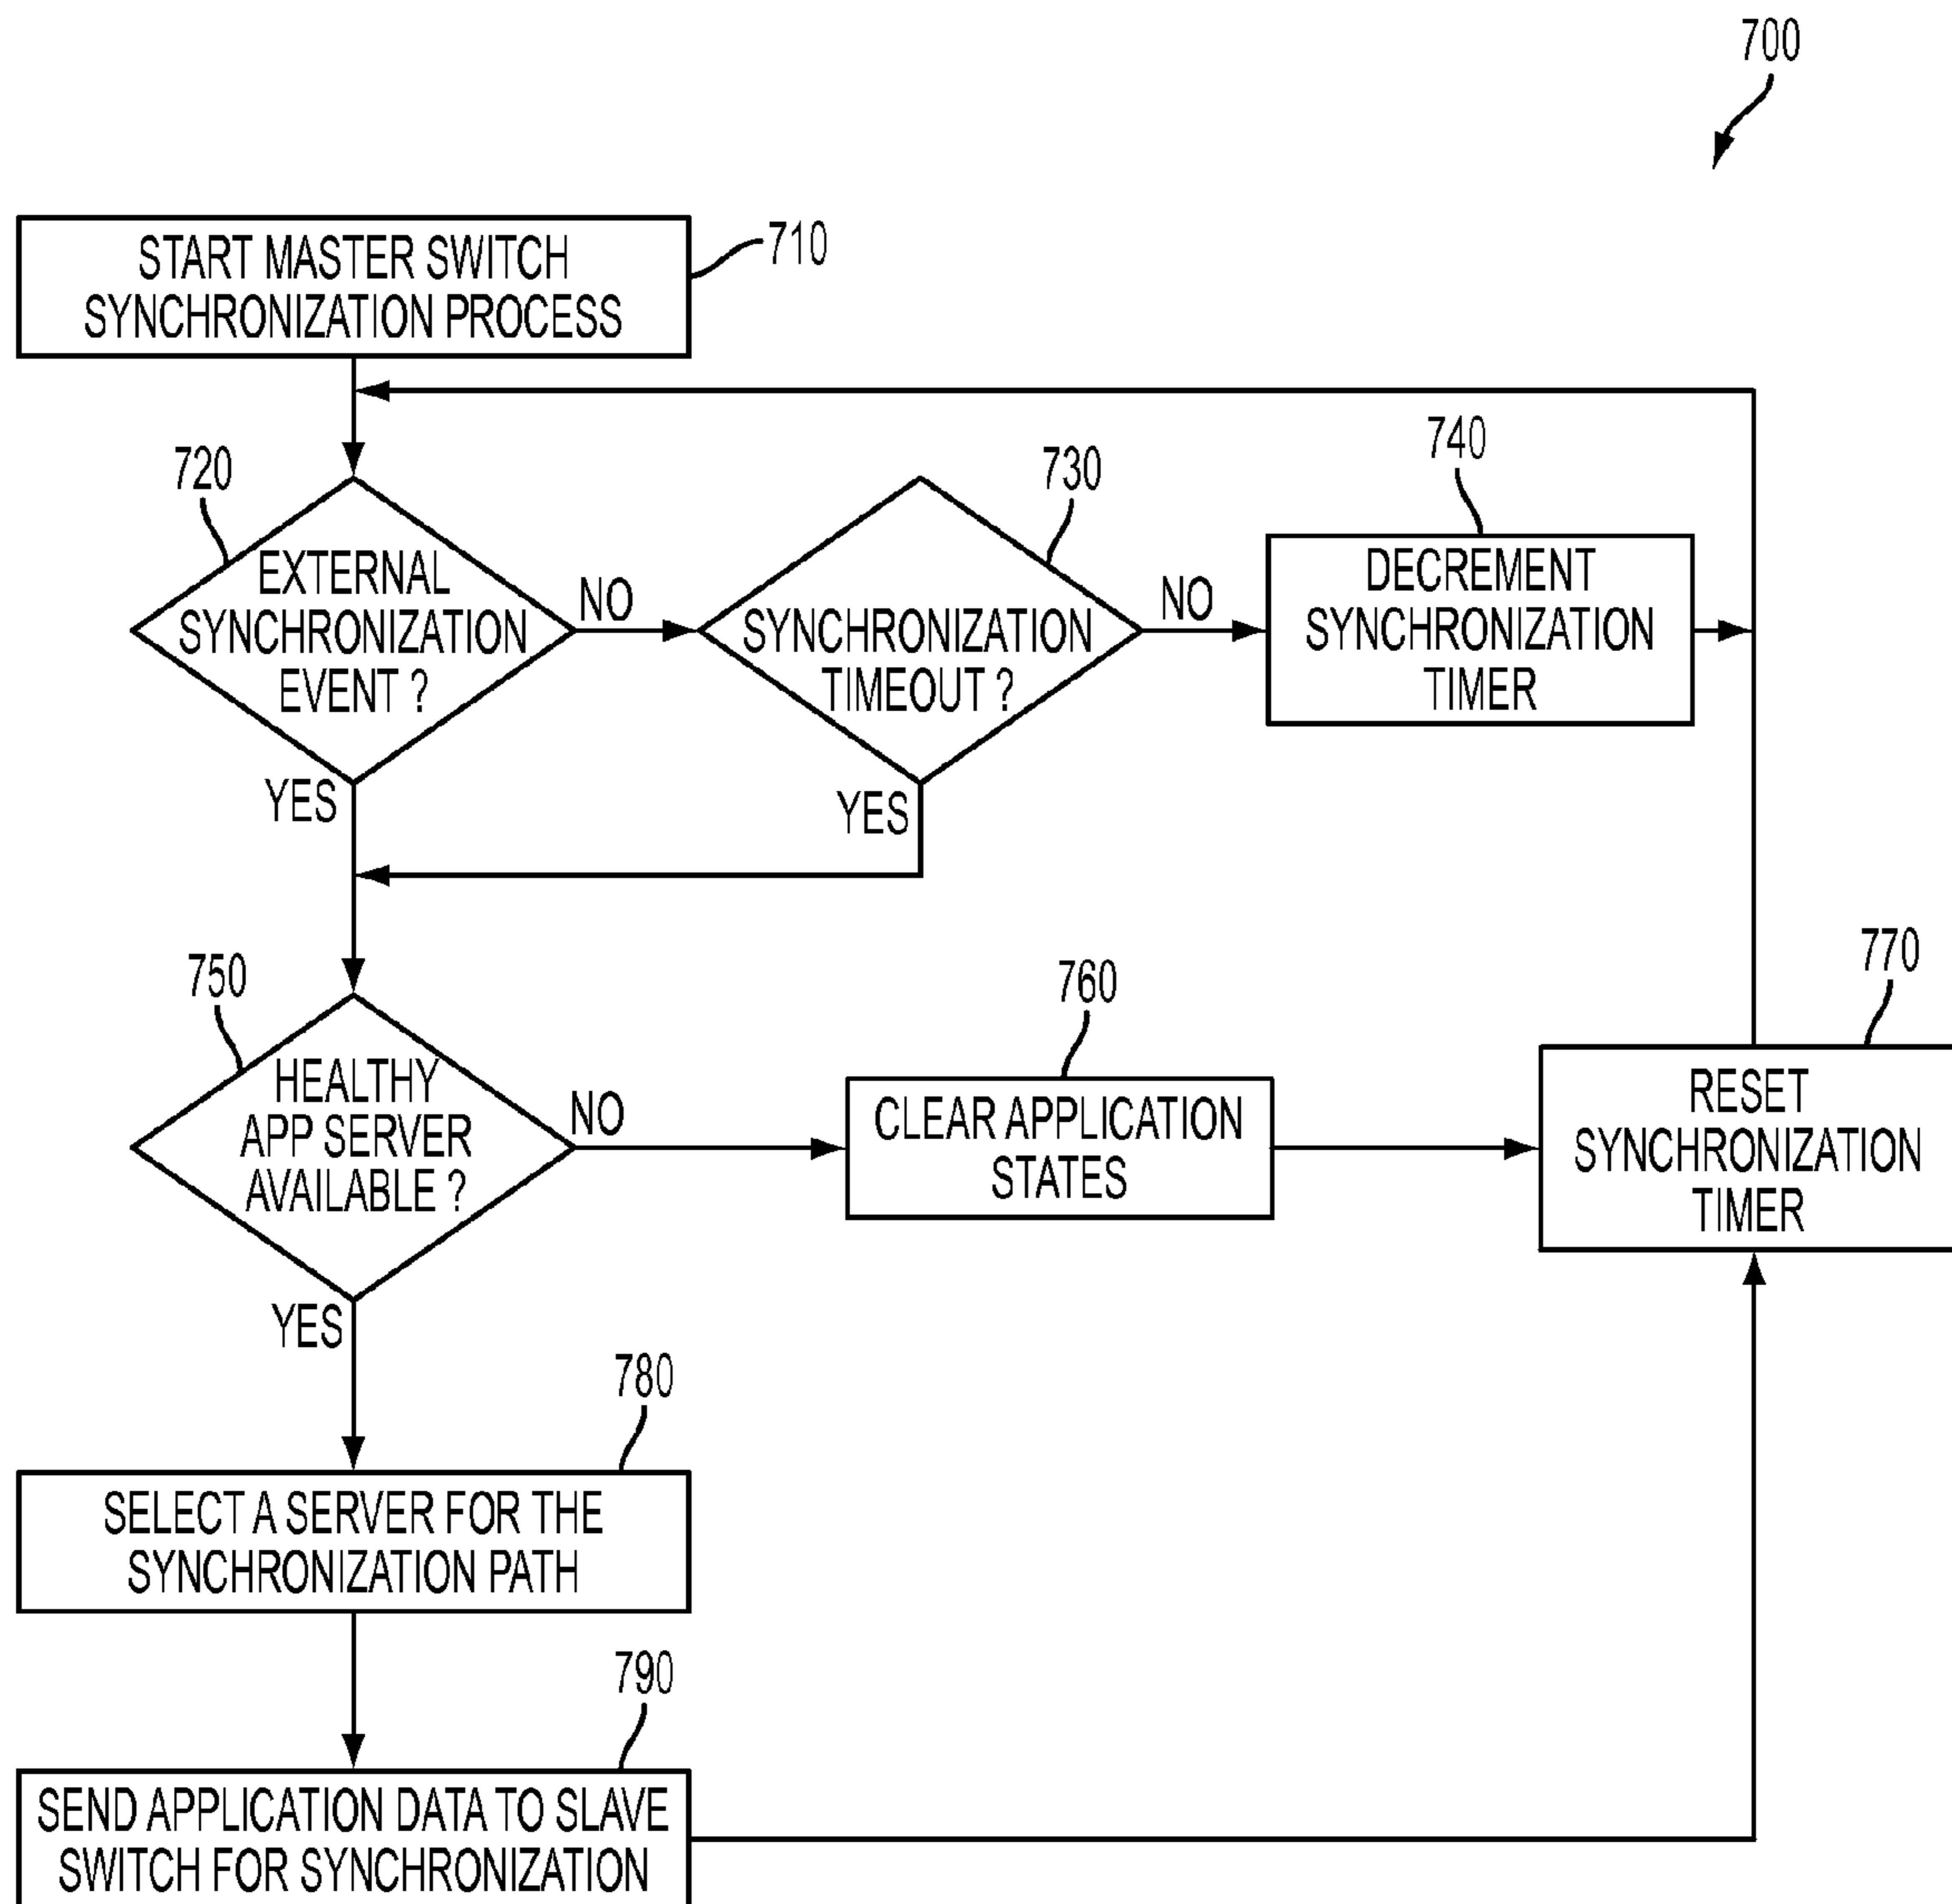 700
START MASTER SWITCH
SYNCHRONIZATION PROCESS
710
720
EXTERNAL
SYNCHRONIZATION
EVENT ?
NO
YES
730
SYNCHRONIZATION
TIMEOUT ?
NO
YES
740
DECREMENT
SYNCHRONIZATION
TIMER
750
HEALTHY
APP SERVER
AVAILABLE ?
NO
YES
760
CLEAR APPLICATION
STATES
770
RESET
SYNCHRONIZATION
TIMER
780
SELECT A SERVER FOR THE
SYNCHRONIZATION PATH
790
SEND APPLICATION DATA TO SLAVE
SWITCH FOR SYNCHRONIZATION